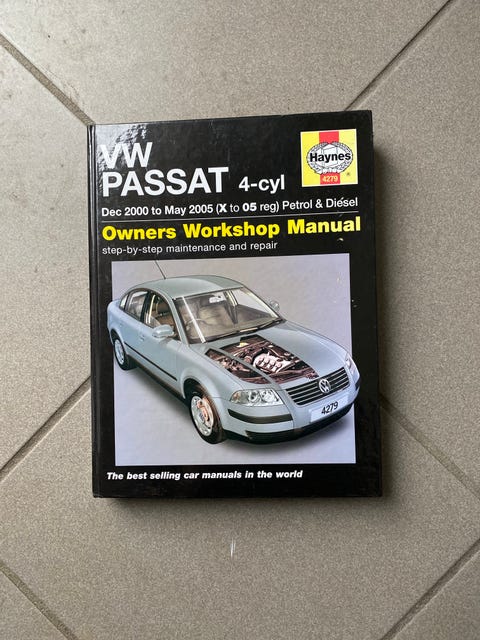 VW
PASSAT 4-cyl
Haynes
4279
Dec 2000 to May 2005 (X to 05 reg) Petrol & Diesel
Owners Workshop Manual
step-by-step maintenance and repair
4279
The best selling car manuals in the world